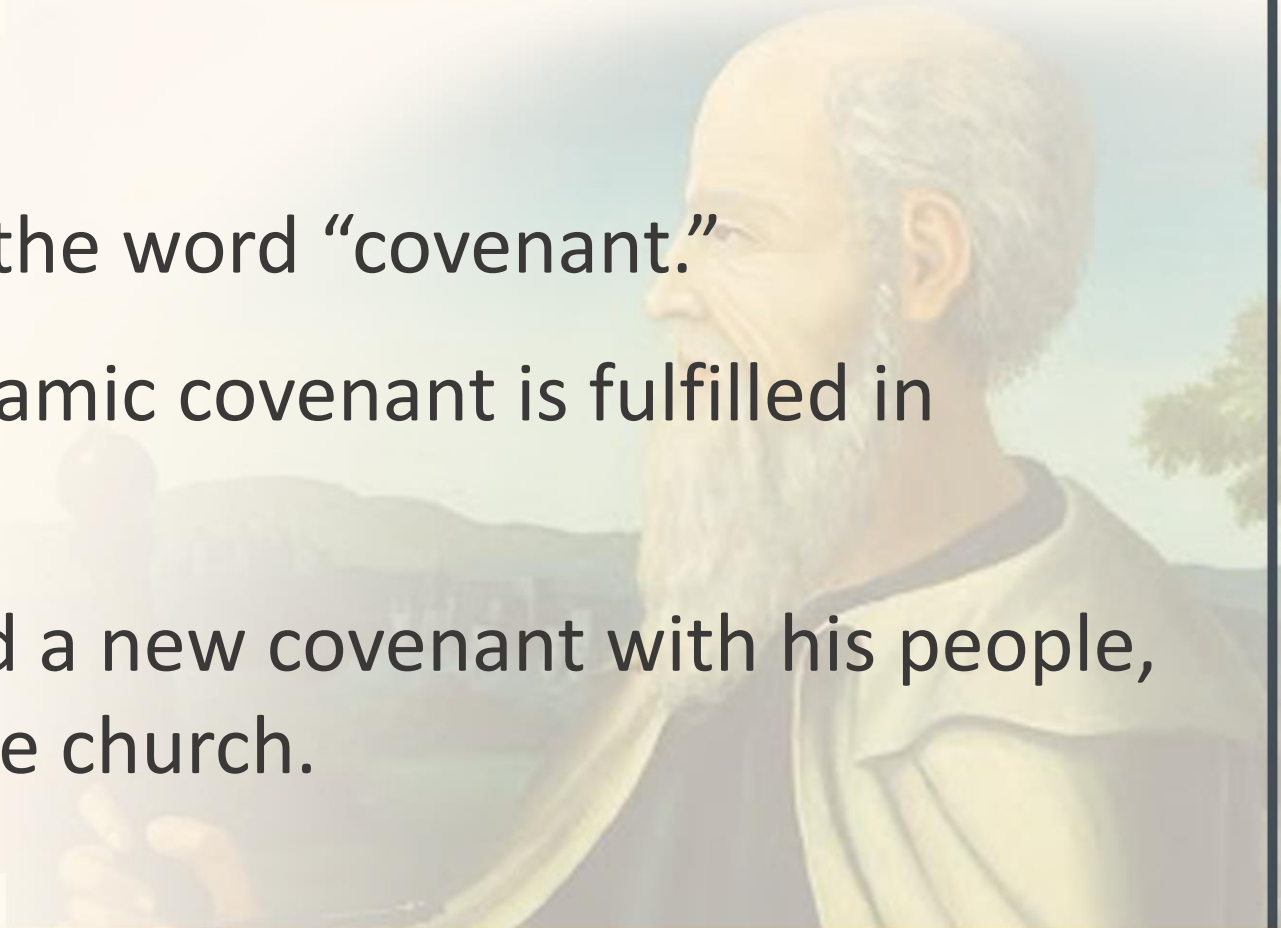 the word “covenant.”
amic covenant is fulfilled in
d a new covenant with his people,
e church.